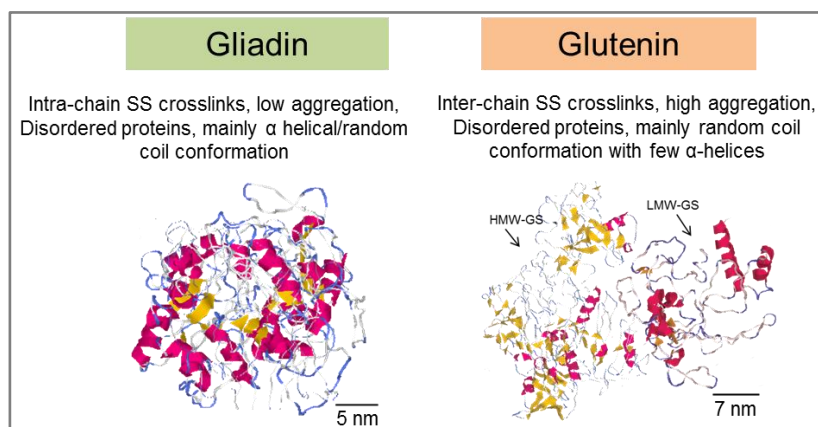 Gliadin
Intra-chain SS crosslinks, low aggregation,
Disordered proteins, mainly α helical/random
coil conformation
5 nm
Glutenin
Inter-chain SS crosslinks, high aggregation,
Disordered proteins, mainly random coil
conformation with few α-helices
HMW-GS
LMW-GS
7 nm